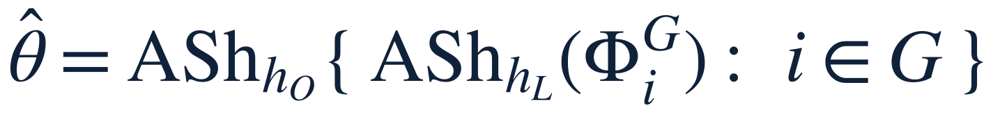 θ̂ = ASh_{h_O} { ASh_{h_L}(Φ_i^G) : i ∈ G }